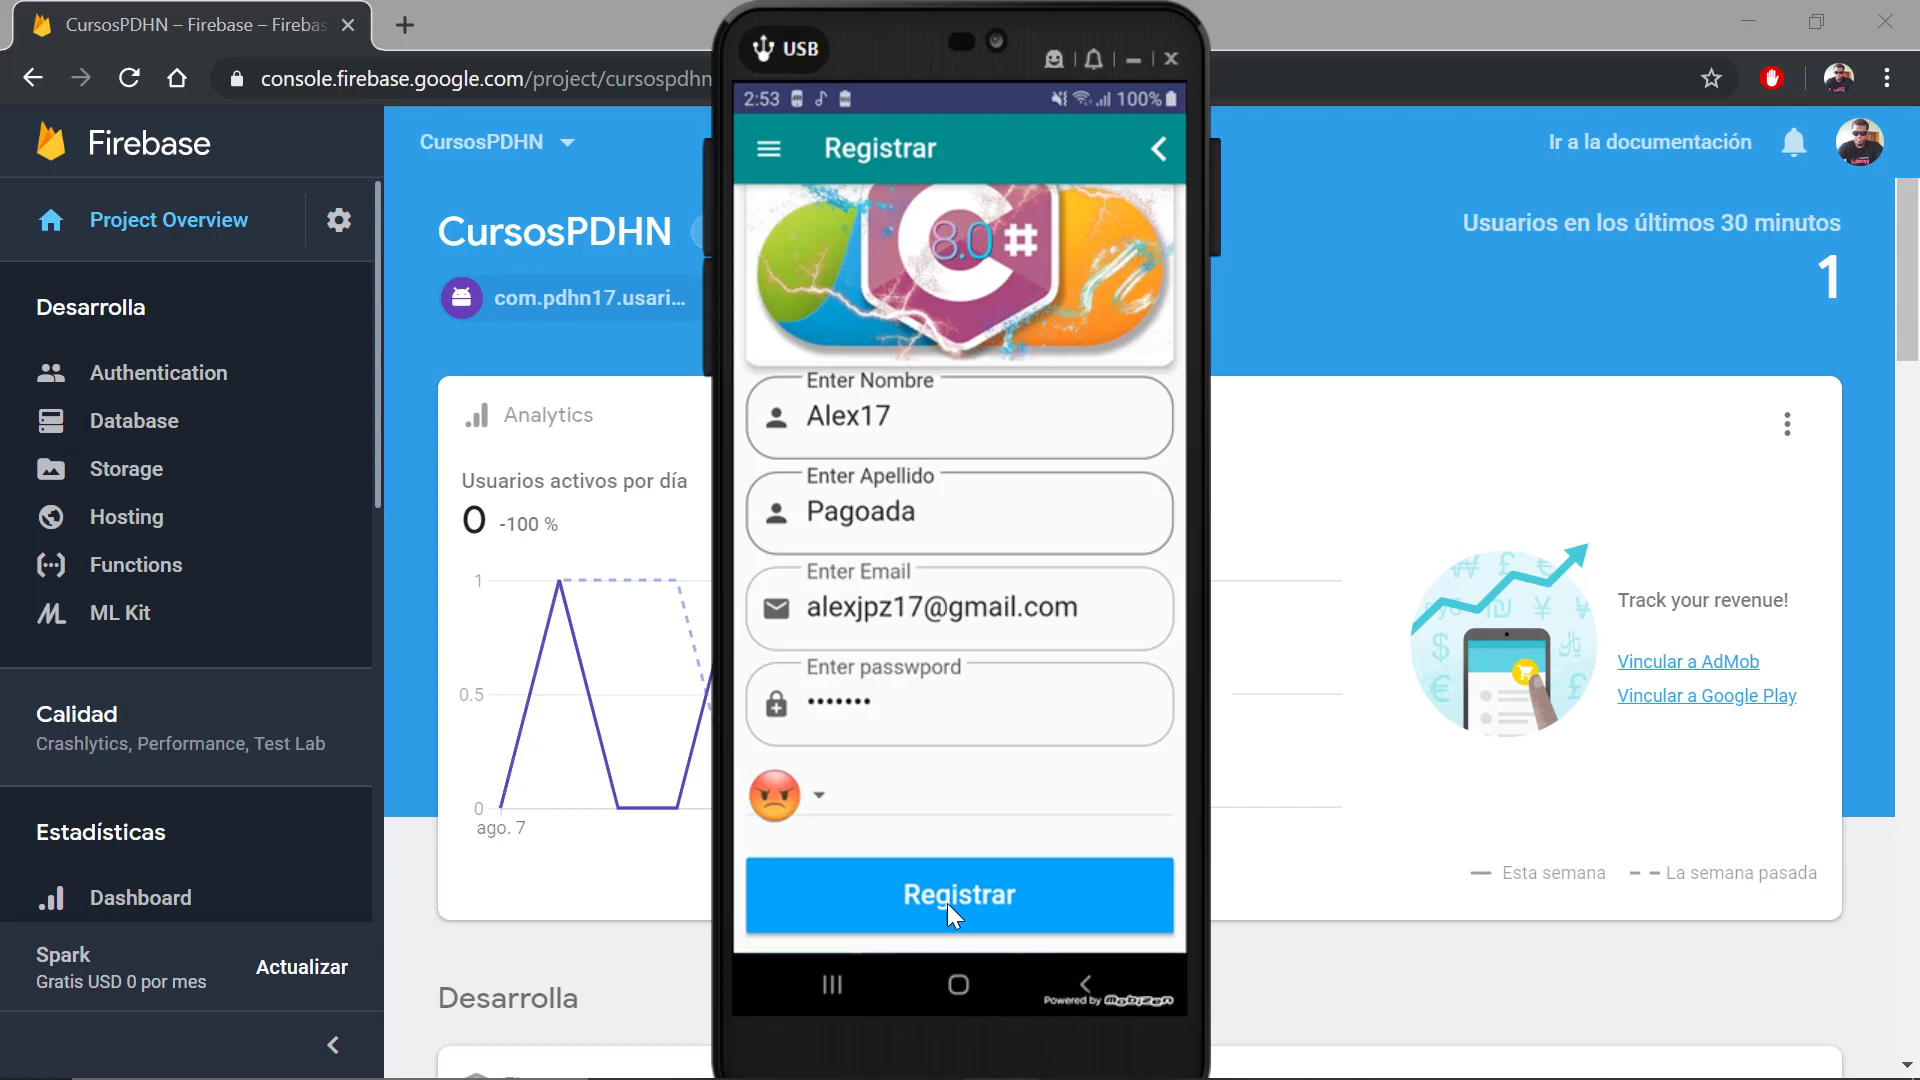 CursosPDHN – Firebase – Firebas
console.firebase.google.com/project/cursospdhn
Firebase
Project Overview
Desarrolla
Authentication
Database
Storage
Hosting
Functions
ML Kit
Calidad
Crashlytics, Performance, Test Lab
Estadísticas
Dashboard
Spark
Gratis USD 0 por mes
Actualizar
CursosPDHN
Ir a la documentación
CursosPDHN
com.pdhn17.usari...
Usuarios en los últimos 30 minutos
1
Analytics
Usuarios activos por día
0 -100 %
1
0.5
0
ago. 7
Track your revenue!
Vincular a AdMob
Vincular a Google Play
Esta semana
La semana pasada
Desarrolla
USB
2:53
100%
Registrar
8.0 #
Enter Nombre
Alex17
Enter Apellido
Pagoada
Enter Email
alexjpz17@gmail.com
Enter passwpord
•••••••
Registrar
Powered by mobizen